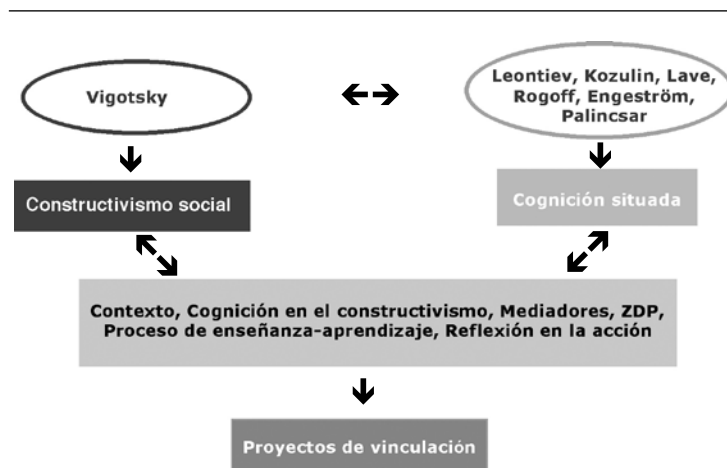 Vigotsky
Leontiev, Kozulin, Lave,
Rogoff, Engeström,
Palincsar
Constructivismo social
Cognición situada
Contexto, Cognición en el constructivismo, Mediadores, ZDP,
Proceso de enseñanza-aprendizaje, Reflexión en la acción
Proyectos de vinculación